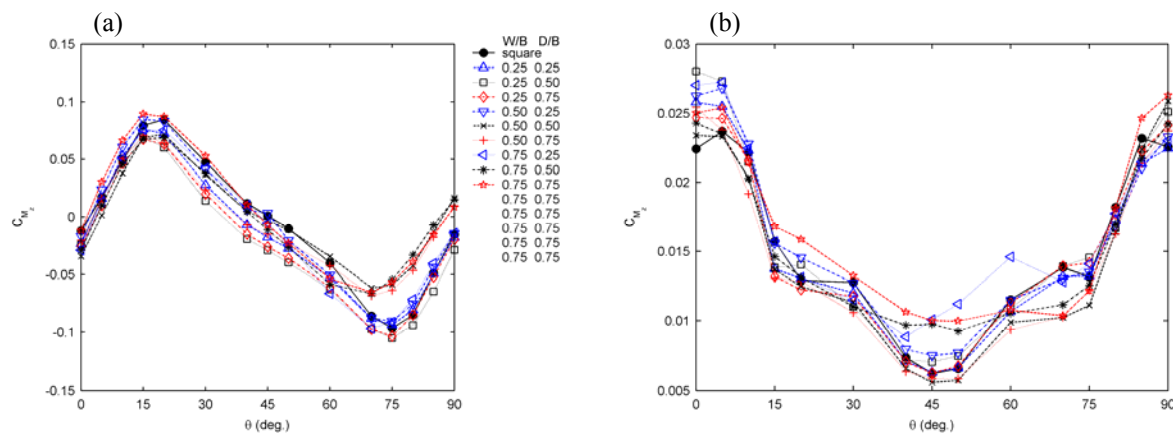 (a)
0.15
0.1
0.05
0
-0.05
-0.1
-0.15
C_{M_z}
0 15 30 45 60 75 90
θ (deg.)
W/B D/B
square
0.25 0.25
0.25 0.50
0.25 0.75
0.50 0.25
0.50 0.50
0.50 0.75
0.75 0.25
0.75 0.50
0.75 0.75
0.75 0.75
0.75 0.75
0.75 0.75
0.75 0.75
(b)
0.03
0.025
0.02
0.015
0.01
0.005
C_{M_z}
0 15 30 45 60 75 90
θ (deg.)